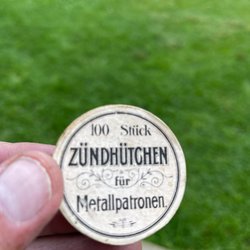 100 Stück
ZÜNDHÜTCHEN
für
Metallpatronen.